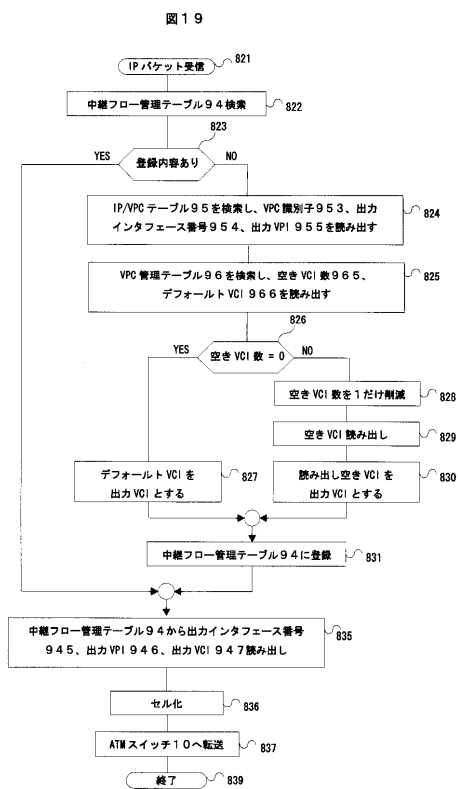 図19
IPパケット受信
821
中継フロー管理テーブル94検索
822
823
YES
登録内容あり
NO
IP/VPCテーブル95を検索し、VPC識別子953、出力
インタフェース番号954、出力VPI955を読み出す
824
VPC管理テーブル96を検索し、空きVCI数965、
デフォールトVCI966を読み出す
825
826
YES
空きVCI数=0
NO
空きVCI数を1だけ削減
828
空きVCI読み出し
829
デフォールトVCIを
出力VCIとする
827
読み出し空きVCIを
出力VCIとする
830
中継フロー管理テーブル94に登録
831
中継フロー管理テーブル94から出力インタフェース番号
945、出力VPI946、出力VCI947読み出し
835
セル化
836
ATMスイッチ10へ転送
837
終了
839